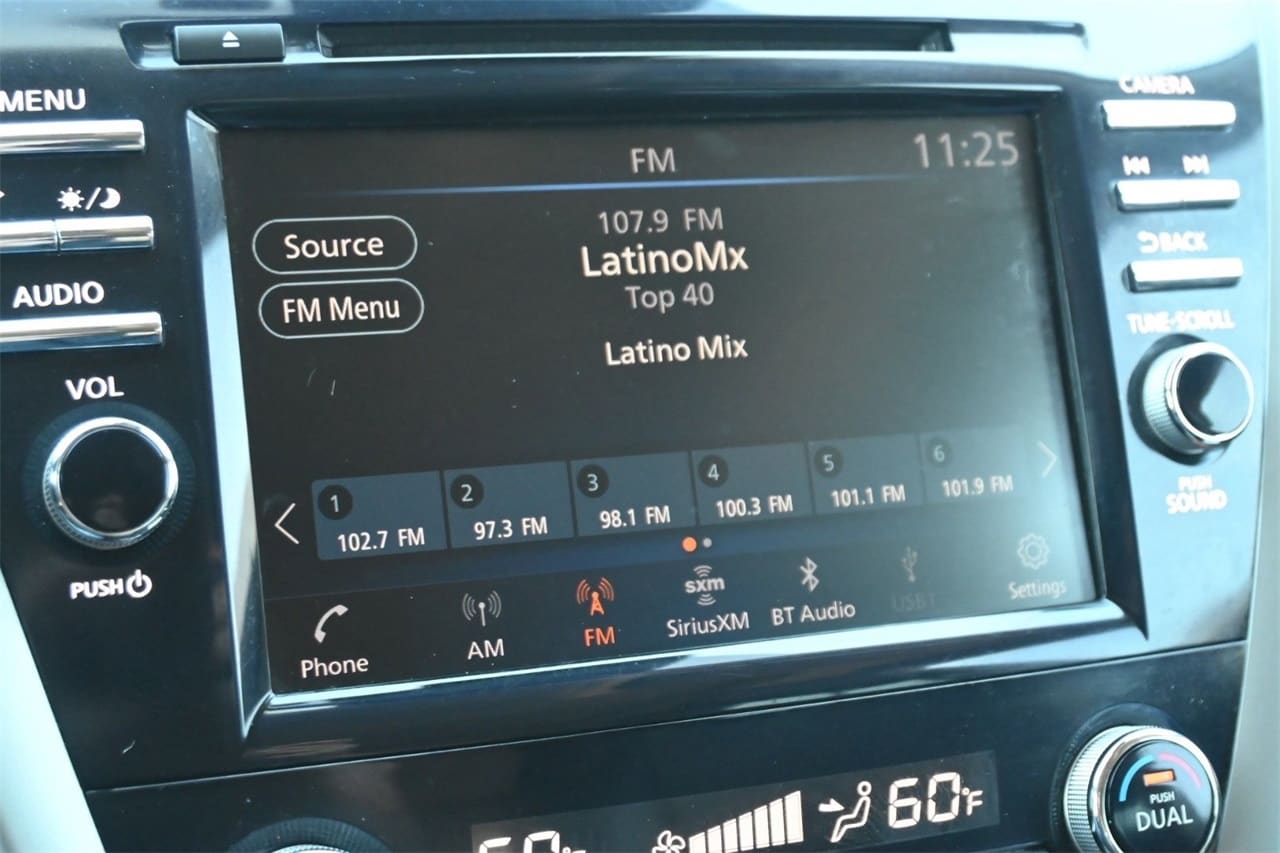 MENU
AUDIO
VOL
PUSH
FM
11:25
Source
FM Menu
107.9 FM
LatinoMx
Top 40
Latino Mix
1
102.7 FM
2
97.3 FM
3
98.1 FM
4
100.3 FM
5
101.1 FM
6
101.9 FM
Phone
AM
FM
sxm
SiriusXM
BT Audio
USB1
Settings
CAMERA
BACK
TUNE·SCROLL
PUSH
SOUND
60°F
PUSH
DUAL